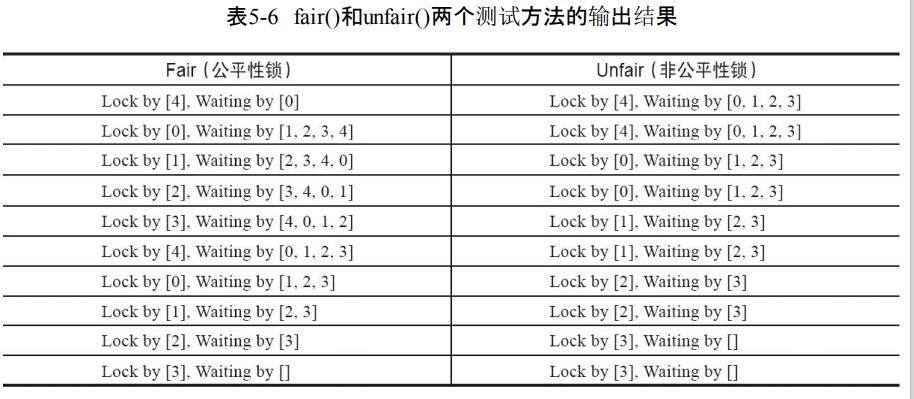 表5-6 fair()和unfair()两个测试方法的输出结果
Fair（公平性锁） Unfair（非公平性锁）
Lock by [4], Waiting by [0] Lock by [4], Waiting by [0, 1, 2, 3]
Lock by [0], Waiting by [1, 2, 3, 4] Lock by [4], Waiting by [0, 1, 2, 3]
Lock by [1], Waiting by [2, 3, 4, 0] Lock by [0], Waiting by [1, 2, 3]
Lock by [2], Waiting by [3, 4, 0, 1] Lock by [0], Waiting by [1, 2, 3]
Lock by [3], Waiting by [4, 0, 1, 2] Lock by [1], Waiting by [2, 3]
Lock by [4], Waiting by [0, 1, 2, 3] Lock by [1], Waiting by [2, 3]
Lock by [0], Waiting by [1, 2, 3] Lock by [2], Waiting by [3]
Lock by [1], Waiting by [2, 3] Lock by [2], Waiting by [3]
Lock by [2], Waiting by [3] Lock by [3], Waiting by []
Lock by [3], Waiting by [] Lock by [3], Waiting by []